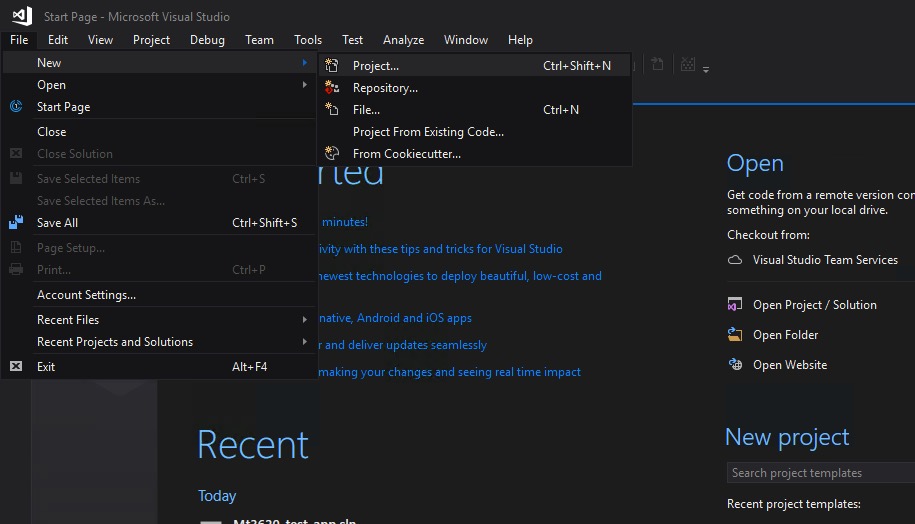 Start Page - Microsoft Visual Studio
File Edit View Project Debug Team Tools Test Analyze Window Help
New
Open
Start Page
Close
Close Solution
Save Selected Items Ctrl+S
Save Selected Items As...
Save All Ctrl+Shift+S
Page Setup...
Print... Ctrl+P
Account Settings...
Recent Files
Recent Projects and Solutions
Exit Alt+F4
Project... Ctrl+Shift+N
Repository...
File... Ctrl+N
Project From Existing Code...
From Cookiecutter...
rted
minutes!
ivity with these tips and tricks for Visual Studio
newest technologies to deploy beautiful, low-cost and
native, Android and iOS apps
r and deliver updates seamlessly
making your changes and seeing real time impact
Recent
Today
Open
Get code from a remote version con
something on your local drive.
Checkout from:
Visual Studio Team Services
Open Project / Solution
Open Folder
Open Website
New project
Search project templates
Recent project templates: